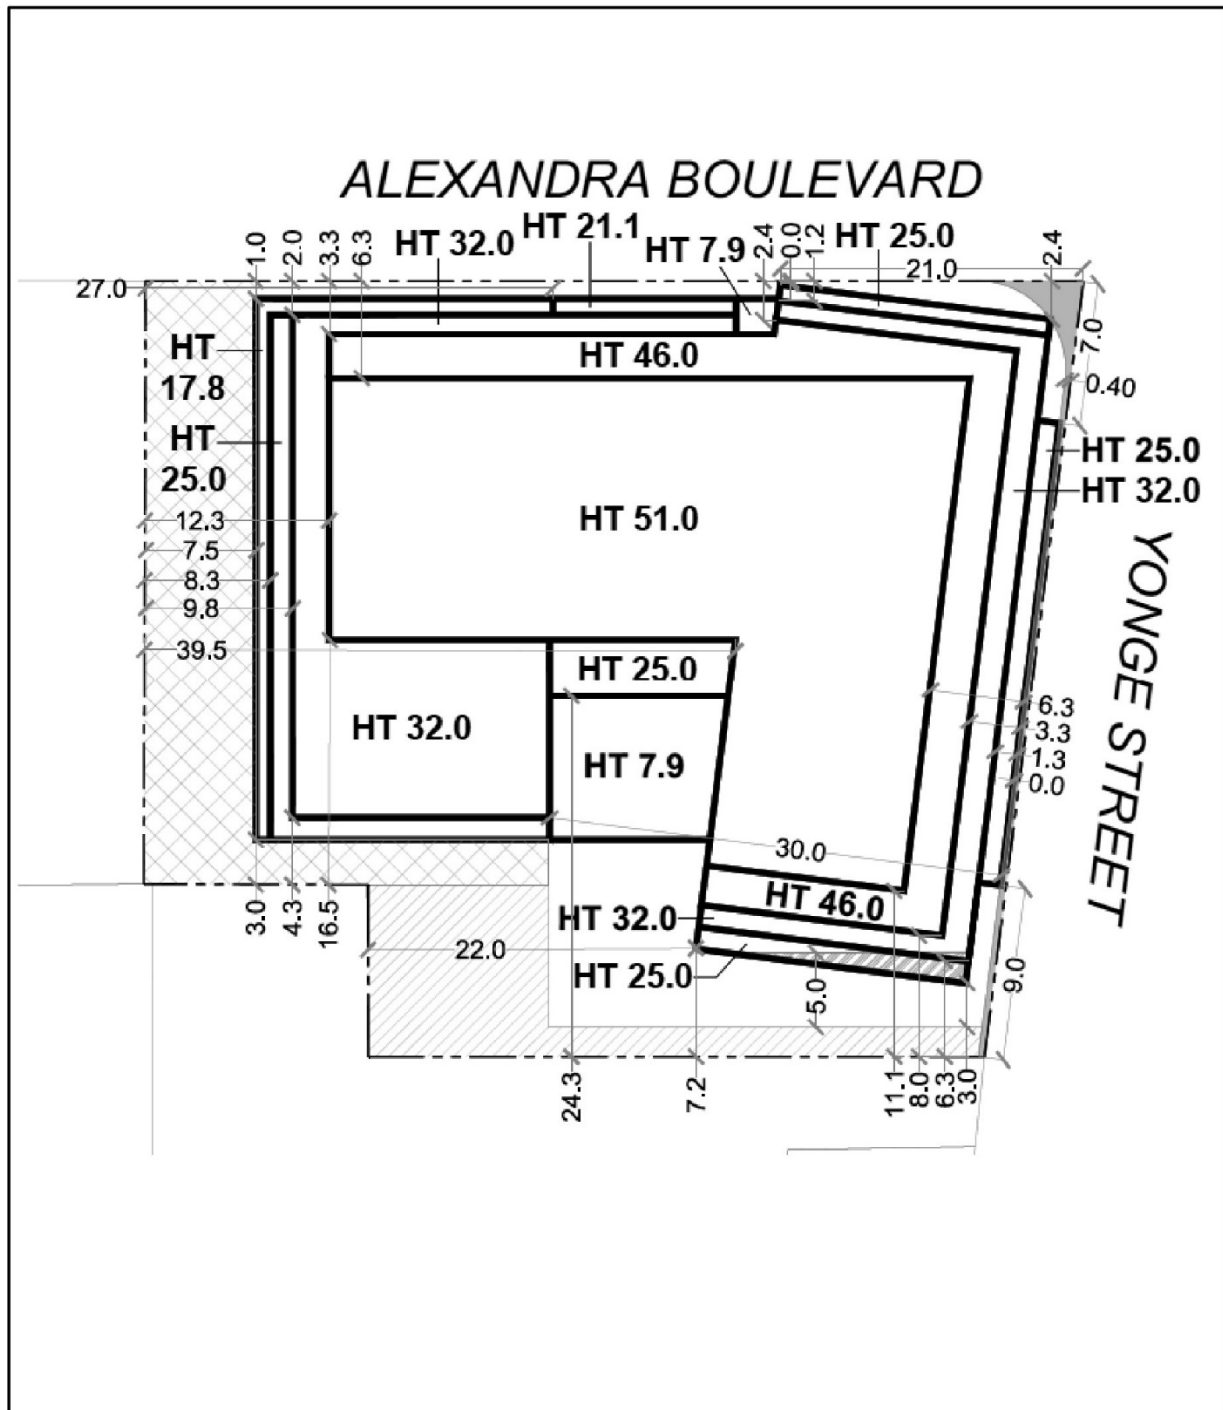 ALEXANDRA BOULEVARD
1.0
2.0
3.3
6.3
HT 32.0
HT 21.1
HT 7.9
2.4
0.0
1.2
HT 25.0
21.0
2.4
27.0
7.0
0.40
HT
17.8
HT 46.0
HT
25.0
HT 25.0
HT 32.0
12.3
7.5
8.3
9.8
39.5
HT 51.0
YONGE STREET
HT 25.0
HT 32.0
HT 7.9
6.3
3.3
1.3
0.0
30.0
HT 46.0
HT 32.0
HT 25.0
3.0
4.3
16.5
22.0
5.0
9.0
24.3
7.2
11.1
8.0
6.3
3.0